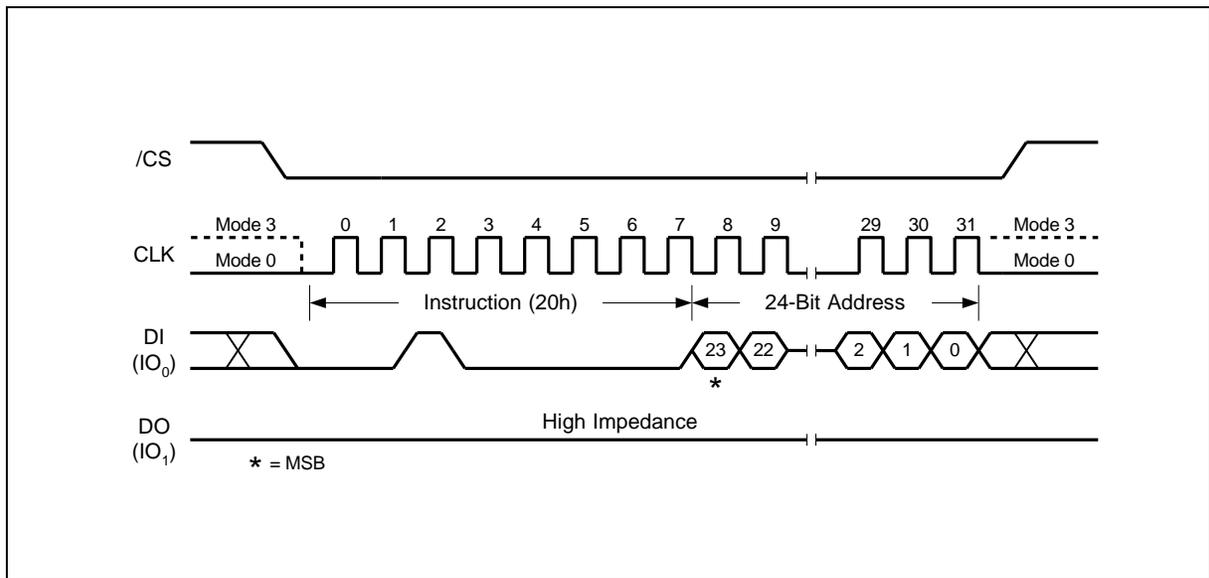 /CS
Mode 3 0 1 2 3 4 5 6 7 8 9 29 30 31 Mode 3
CLK Mode 0 Mode 0
Instruction (20h) 24-Bit Address
DI
(IO₀) 23 22 2 1 0
*
High Impedance
DO
(IO₁)
* = MSB